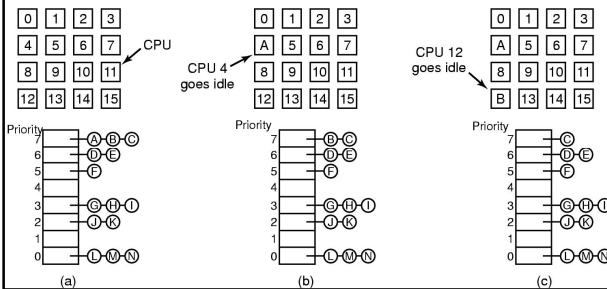 0 1 2 3
4 5 6 7
CPU
8 9 10 11
12 13 14 15
Priority
7 A B C
6 D E
5 F
4
3 G H I
2 J K
1
0 L M N
(a)
0 1 2 3
A 5 6 7
CPU 4
goes idle
8 9 10 11
12 13 14 15
Priority
7 B C
6 D E
5 F
4
3 G H I
2 J K
1
0 L M N
(b)
0 1 2 3
A 5 6 7
CPU 12
goes idle
8 9 10 11
B 13 14 15
Priority
7 C
6 D E
5 F
4
3 G H I
2 J K
1
0 L M N
(c)